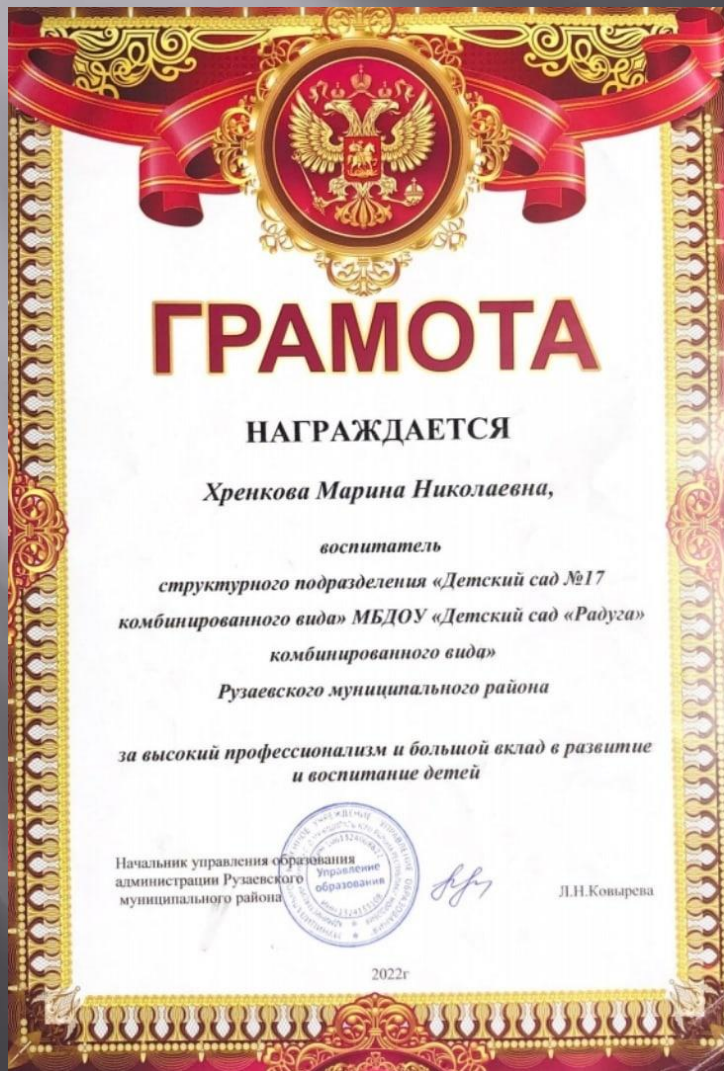 ГРАМОТА
НАГРАЖДАЕТСЯ
Хренкова Марина Николаевна,
воспитатель
структурного подразделения «Детский сад №17
комбинированного вида» МБДОУ «Детский сад «Радуга»
комбинированного вида»
Рузаевского муниципального района
за высокий профессионализм и большой вклад в развитие
и воспитание детей
Начальник управления образования
администрации Рузаевского
муниципального района
Управление
образования
Л.Н.Ковырева
2022г